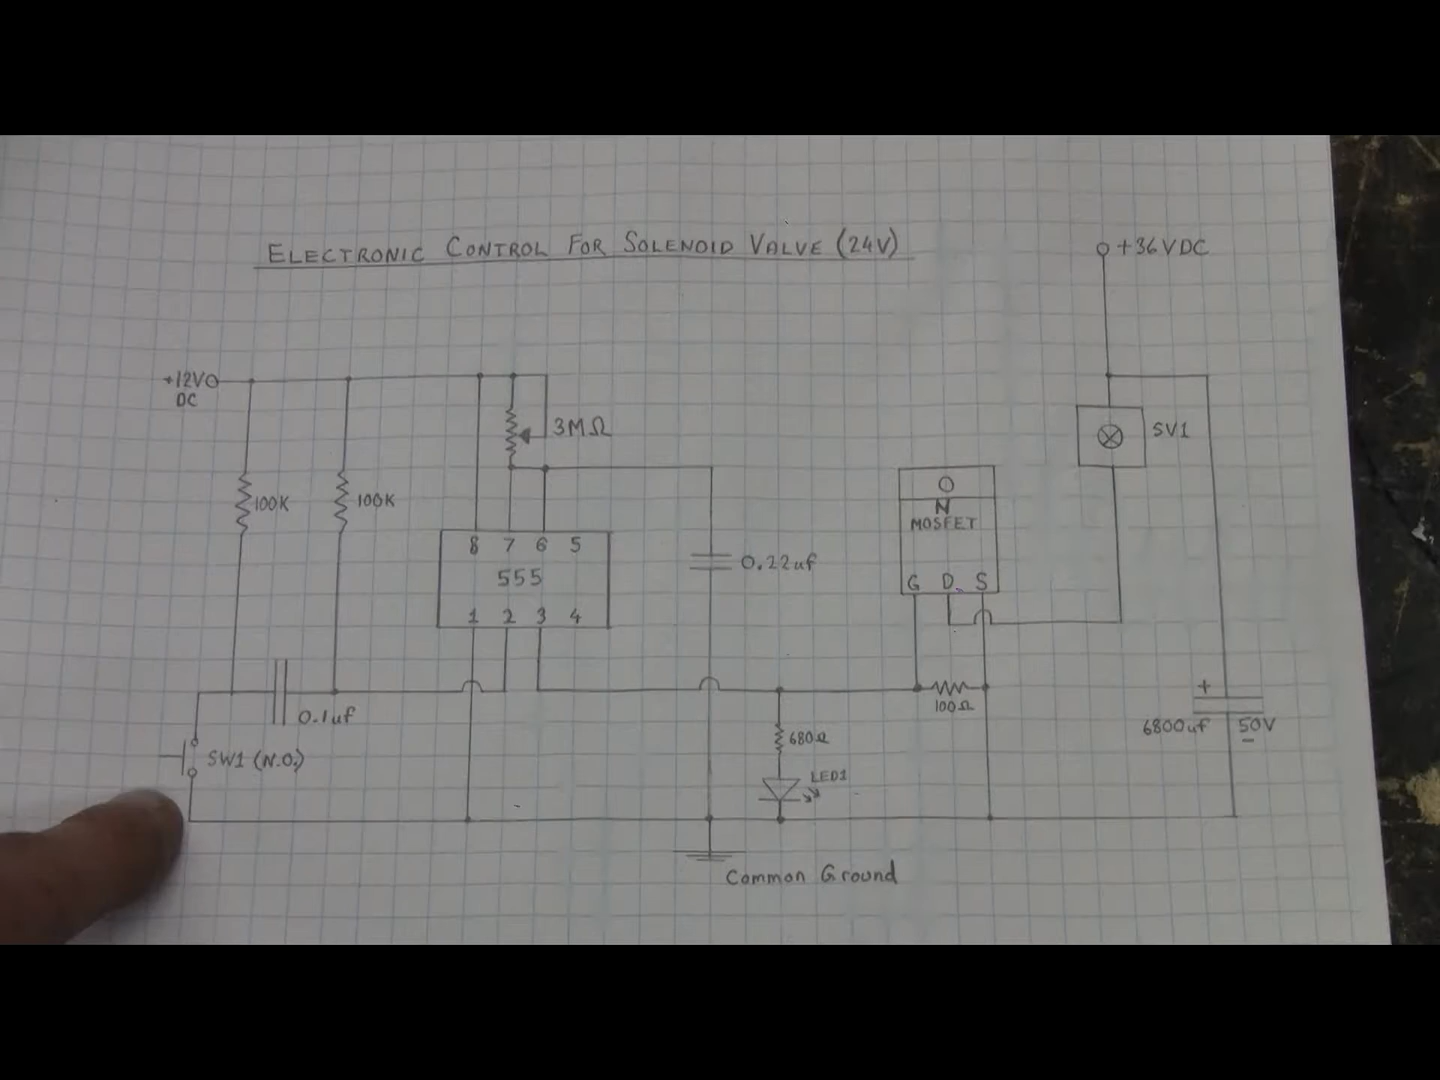 ELECTRONIC CONTROL FOR SOLENOID VALVE (24V)
+36VDC
+12V
DC
3MΩ
SV1
100K
100K
8 7 6 5
555
1 2 3 4
0.22uf
N
MOSFET
G D S
0.1uf
100Ω
+
6800uf 50V
680Ω
SW1 (N.O.)
LED1
Common Ground